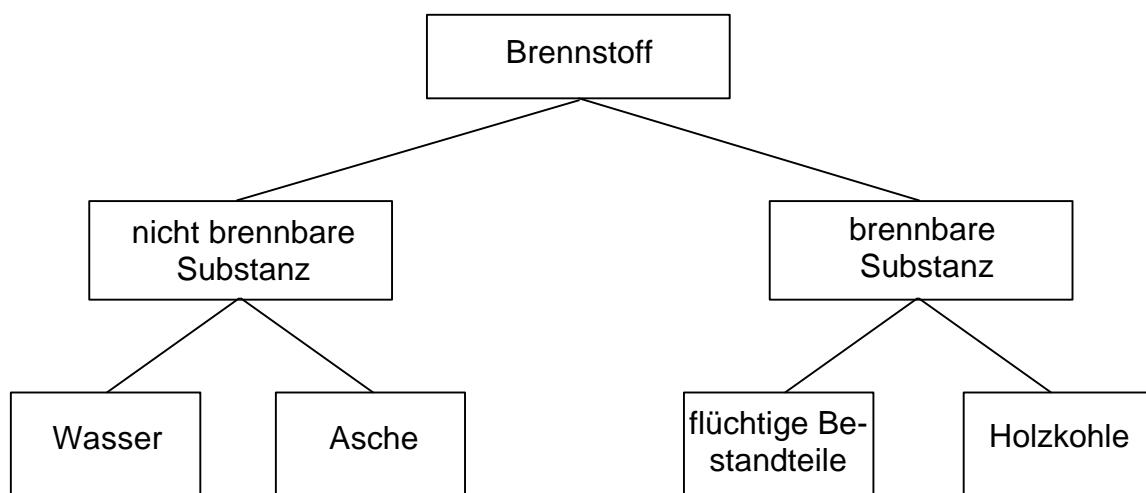 Brennstoff
nicht brennbare
Substanz
brennbare
Substanz
Wasser
Asche
flüchtige Be-
standteile
Holzkohle